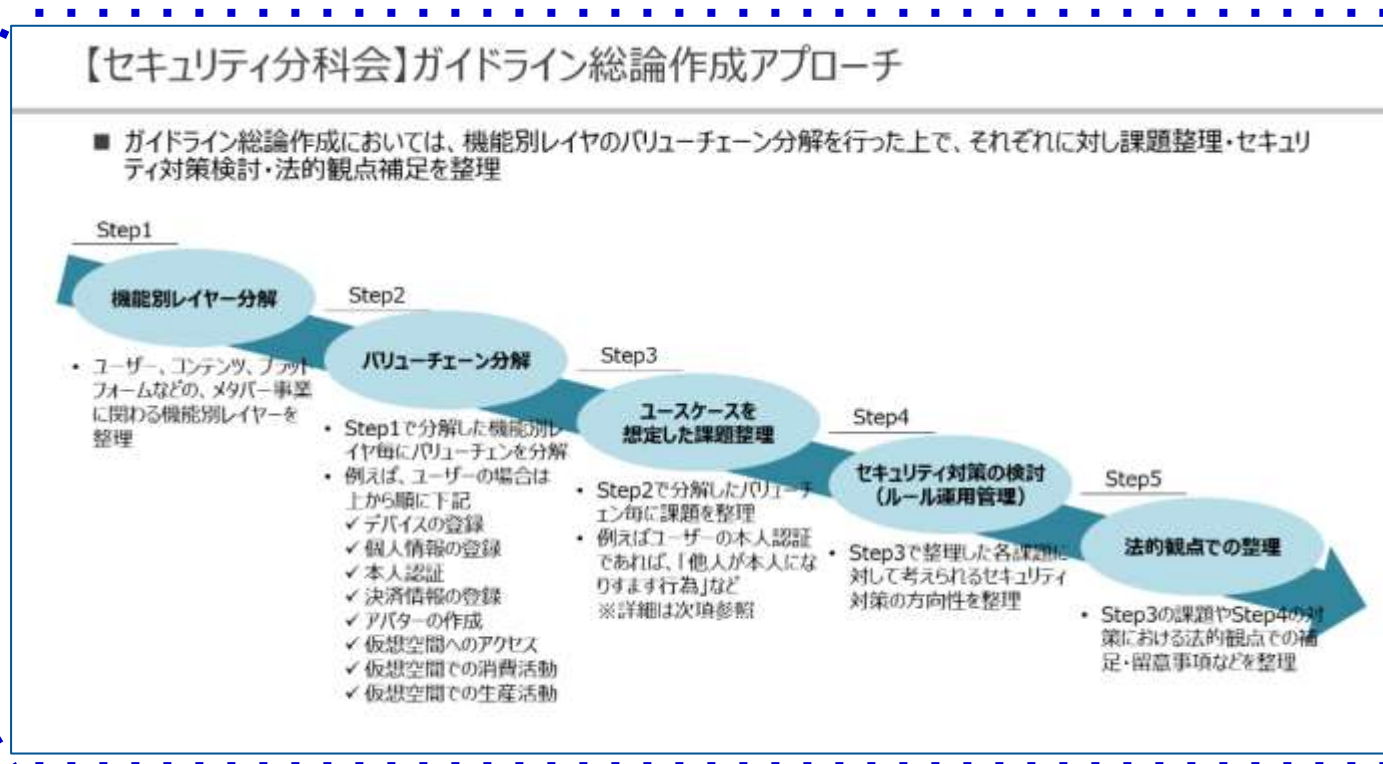 【セキュリティ分科会】ガイドライン総論作成アプローチ
■ ガイドライン総論作成においては、機能別レイヤのバリューチェーン分解を行った上で、それぞれに対し課題整理・セキュリ
ティ対策検討・法的観点補足を整理
Step1
機能別レイヤー分解
• ユーザー、コンテンツ、プラット
フォームなどの、メタバー事業
に関わる機能別レイヤーを
整理
Step2
バリューチェーン分解
• Step1で分解した機能別レ
イヤ毎にバリューチェンを分解
• 例えば、ユーザーの場合は
上から順に下記
✓ デバイスの登録
✓ 個人情報の登録
✓ 本人認証
✓ 決済情報の登録
✓ アバターの作成
✓ 仮想空間へのアクセス
✓ 仮想空間での消費活動
✓ 仮想空間での生産活動
Step3
ユースケースを
想定した課題整理
• Step2で分解したバリューチ
ェン毎に課題を整理
• 例えばユーザーの本人認証
であれば、「他人が本人にな
りすます行為」など
※詳細は次項参照
Step4
セキュリティ対策の検討
（ルール運用管理）
• Step3で整理した各課題に
対して考えられるセキュリティ
対策の方向性を整理
Step5
法的観点での整理
• Step3の課題やStep4の対
策における法的観点での補
足・留意事項などを整理